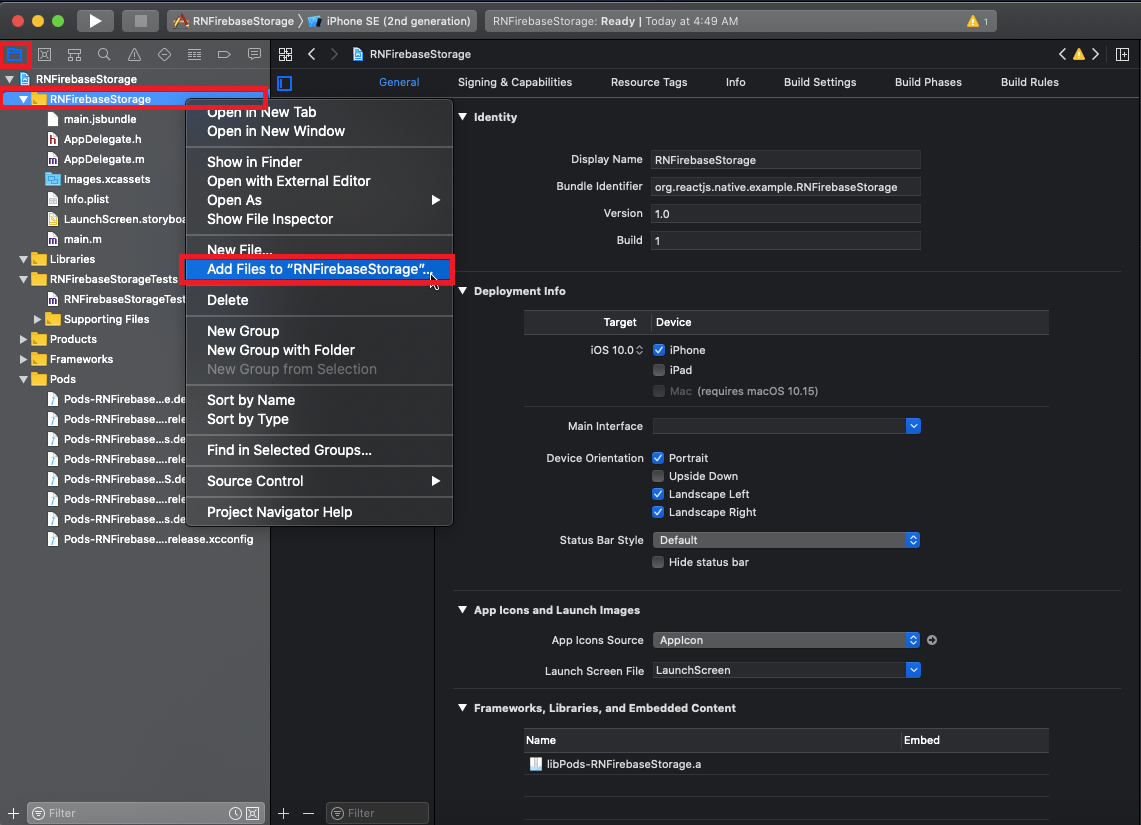 RNFirebaseStorage
iPhone SE (2nd generation)
RNFirebaseStorage: Ready | Today at 4:49 AM
1
RNFirebaseStorage
RNFirebaseStorage
main.jsbundle
AppDelegate.h
AppDelegate.m
Images.xcassets
Info.plist
LaunchScreen.storyboa
main.m
Libraries
RNFirebaseStorageTests
RNFirebaseStorageTest
Supporting Files
Products
Frameworks
Pods
Pods-RNFirebase...e.de
Pods-RNFirebase....rele
Pods-RNFirebase...s.de
Pods-RNFirebase....rele
Pods-RNFirebase...S.de
Pods-RNFirebase....rele
Pods-RNFirebase...s.de
Pods-RNFirebase....release.xcconfig
Filter
Open in New Tab
Open in New Window
Show in Finder
Open with External Editor
Open As
Show File Inspector
New File...
Add Files to “RNFirebaseStorage”...
Delete
New Group
New Group with Folder
New Group from Selection
Sort by Name
Sort by Type
Find in Selected Groups...
Source Control
Project Navigator Help
Filter
RNFirebaseStorage
General
Signing & Capabilities
Resource Tags
Info
Build Settings
Build Phases
Build Rules
Identity
Display Name RNFirebaseStorage
Bundle Identifier org.reactjs.native.example.RNFirebaseStorage
Version 1.0
Build 1
Deployment Info
Target Device
iOS 10.0 iPhone
iPad
Mac (requires macOS 10.15)
Main Interface
Device Orientation Portrait
Upside Down
Landscape Left
Landscape Right
Status Bar Style Default
Hide status bar
App Icons and Launch Images
App Icons Source AppIcon
Launch Screen File LaunchScreen
Frameworks, Libraries, and Embedded Content
Name Embed
libPods-RNFirebaseStorage.a